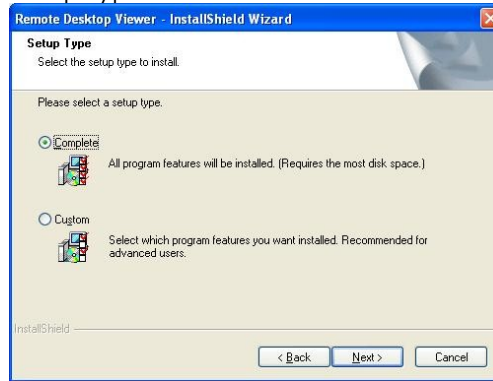 Remote Desktop Viewer - InstallShield Wizard
Setup Type
Select the setup type to install.
Please select a setup type.
Complete
All program features will be installed. (Requires the most disk space.)
Custom
Select which program features you want installed. Recommended for
advanced users.
InstallShield
< Back Next > Cancel